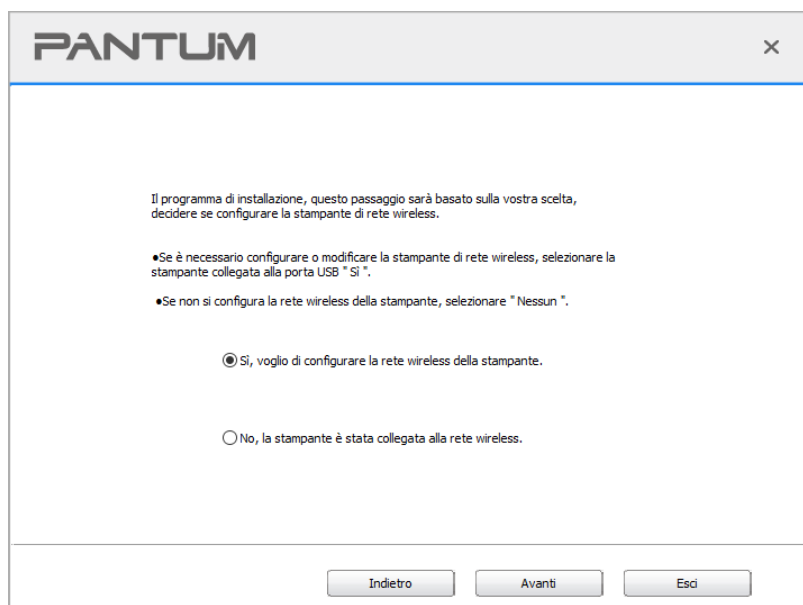 PANTUM
Il programma di installazione, questo passaggio sarà basato sulla vostra scelta,
decidere se configurare la stampante di rete wireless.
●Se è necessario configurare o modificare la stampante di rete wireless, selezionare la
stampante collegata alla porta USB " Sì ".
●Se non si configura la rete wireless della stampante, selezionare " Nessun ".
Sì, voglio di configurare la rete wireless della stampante.
No, la stampante è stata collegata alla rete wireless.
Indietro Avanti Esci